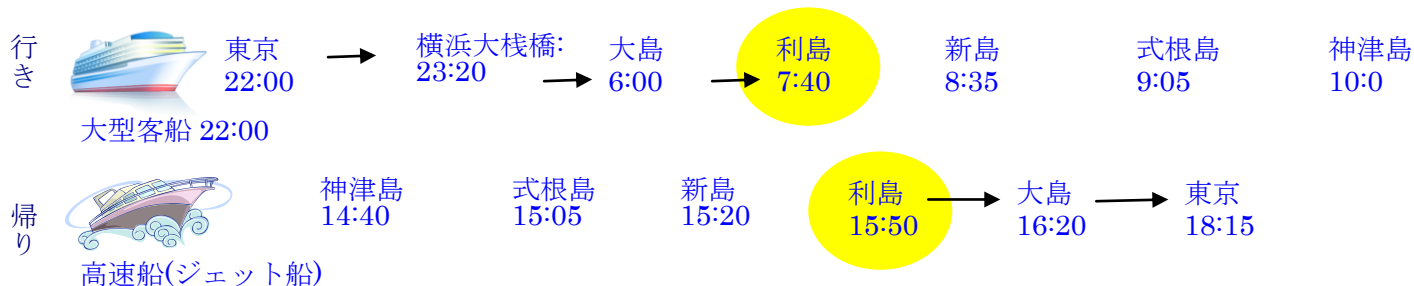 行き
東京
22:00
横浜大桟橋:
23:20
大島
6:00
利島
7:40
新島
8:35
式根島
9:05
神津島
10:0
大型客船 22:00
帰り
神津島
14:40
式根島
15:05
新島
15:20
利島
15:50
大島
16:20
東京
18:15
高速船(ジェット船)